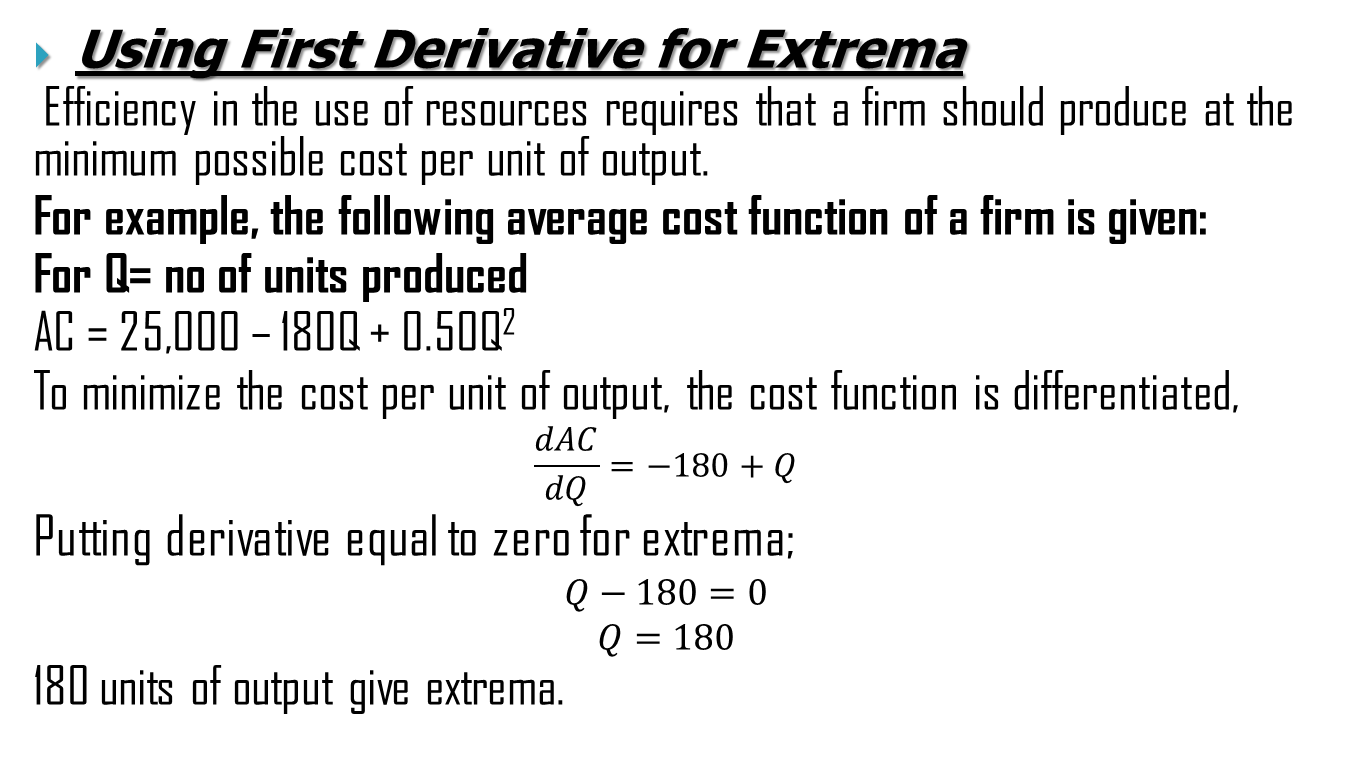 Using First Derivative for Extrema
Efficiency in the use of resources requires that a firm should produce at the
minimum possible cost per unit of output.
For example, the following average cost function of a firm is given:
For Q= no of units produced
AC = 25,000 – 180Q + 0.50Q²
To minimize the cost per unit of output, the cost function is differentiated,
dAC/dQ = −180 + Q
Putting derivative equal to zero for extrema;
Q − 180 = 0
Q = 180
180 units of output give extrema.